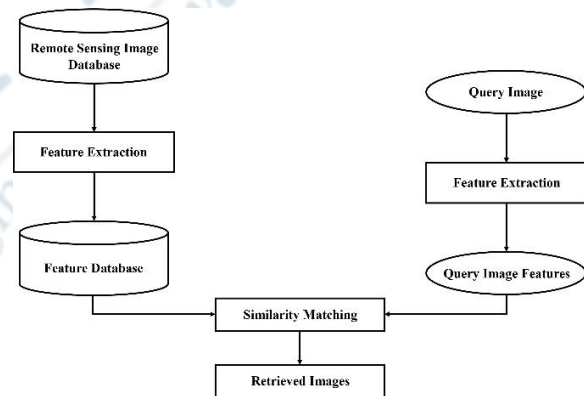 Remote Sensing Image
Database
Feature Extraction
Feature Database
Query Image
Feature Extraction
Query Image Features
Similarity Matching
Retrieved Images